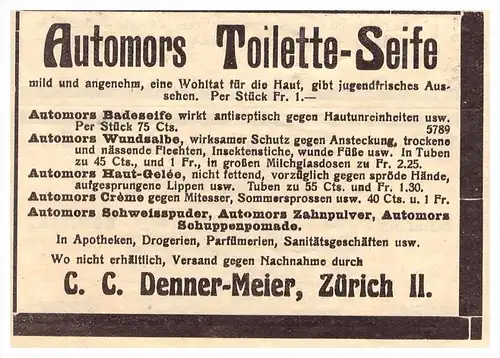 Automors Toilette-Seife
mild und angenehm, eine Wohltat für die Haut, gibt jugendfrisches Aus-
sehen. Per Stück Fr. 1.—
Automors Badeseife wirkt antiseptisch gegen Hautunreinheiten usw.
Per Stück 75 Cts. 5789
Automors Wundsalbe, wirksamer Schutz gegen Ansteckung, trockene
und nässende Flechten, Insektenstiche, wunde Füße usw. In Tuben
zu 45 Cts., und 1 Fr., in großen Milchglasdosen zu Fr. 2.25.
Automors Haut-Gelée, nicht fettend, vorzüglich gegen spröde Hände,
aufgesprungene Lippen usw. Tuben zu 55 Cts. und Fr. 1.30.
Automors Crème gegen Mitesser, Sommersprossen usw. 40 Cts. u. 1 Fr.
Automors Schweisspuder, Automors Zahnpulver, Automors
Schuppenpomade.
In Apotheken, Drogerien, Parfümerien, Sanitätsgeschäften usw.
Wo nicht erhältlich, Versand gegen Nachnahme durch
C. C. Denner-Meier, Zürich II.